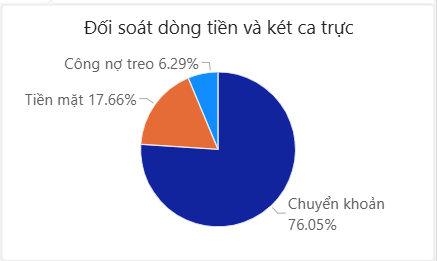 Đối soát dòng tiền và két ca trực
Công nợ treo 6.29%
Tiền mặt 17.66%
Chuyển khoản
76.05%